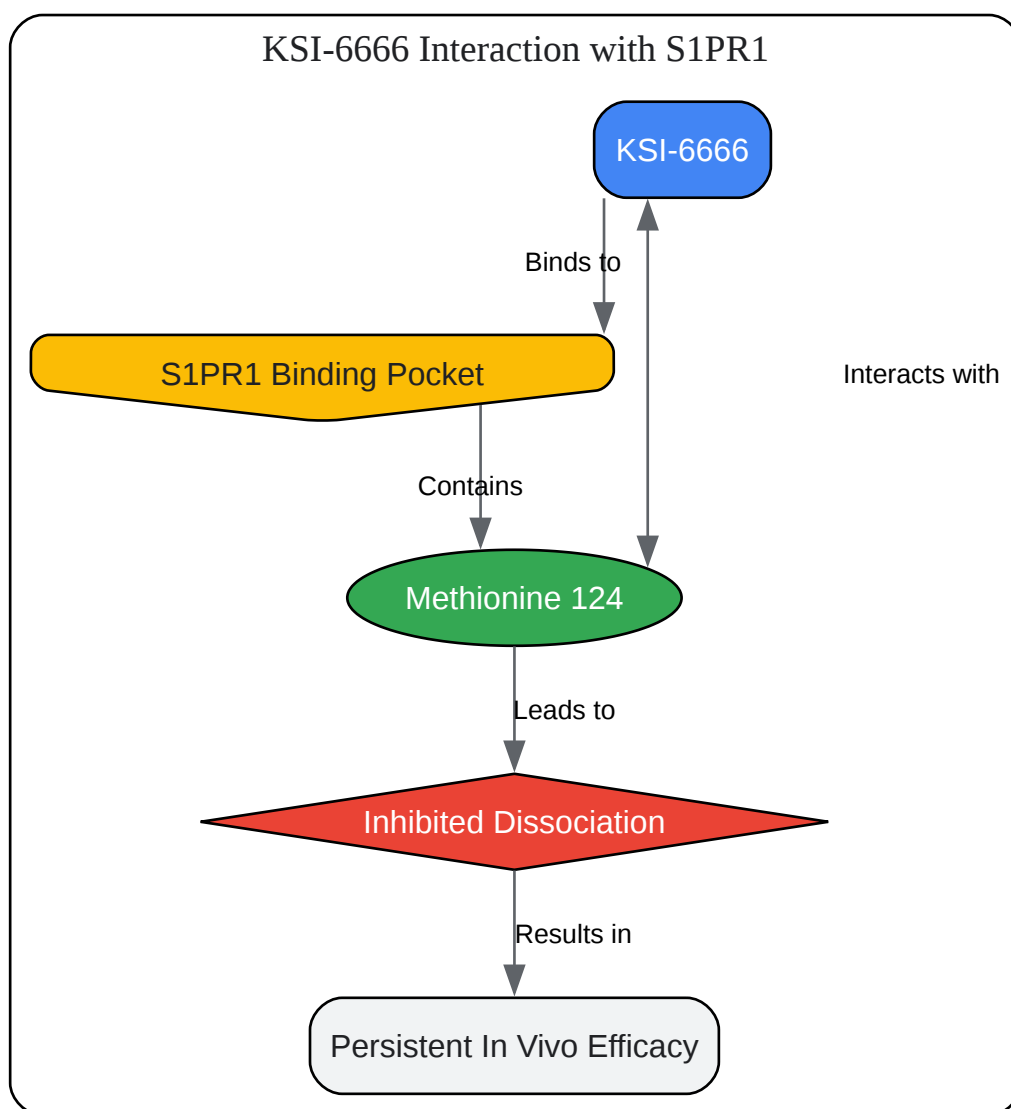 KSI-6666 Interaction with S1PR1
KSI-6666
Binds to
S1PR1 Binding Pocket
Interacts with
Contains
Methionine 124
Leads to
Inhibited Dissociation
Results in
Persistent In Vivo Efficacy